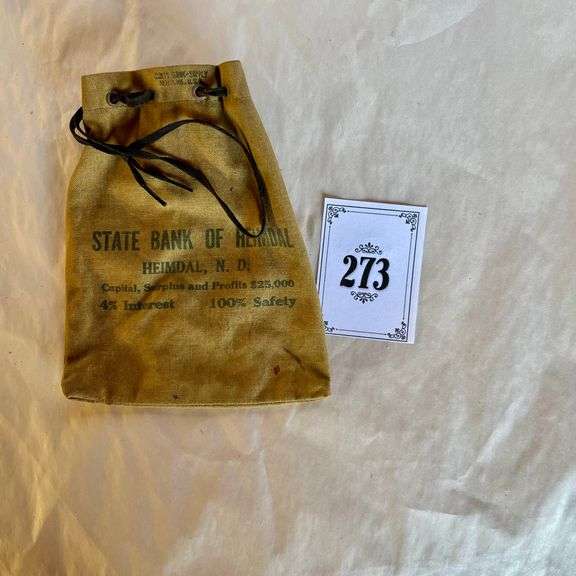 STATE BANK OF HEIMDAL
HEIMDAL, N. D.
Capital, Surplus and Profits $25,000
4% Interest 100% Safety
273